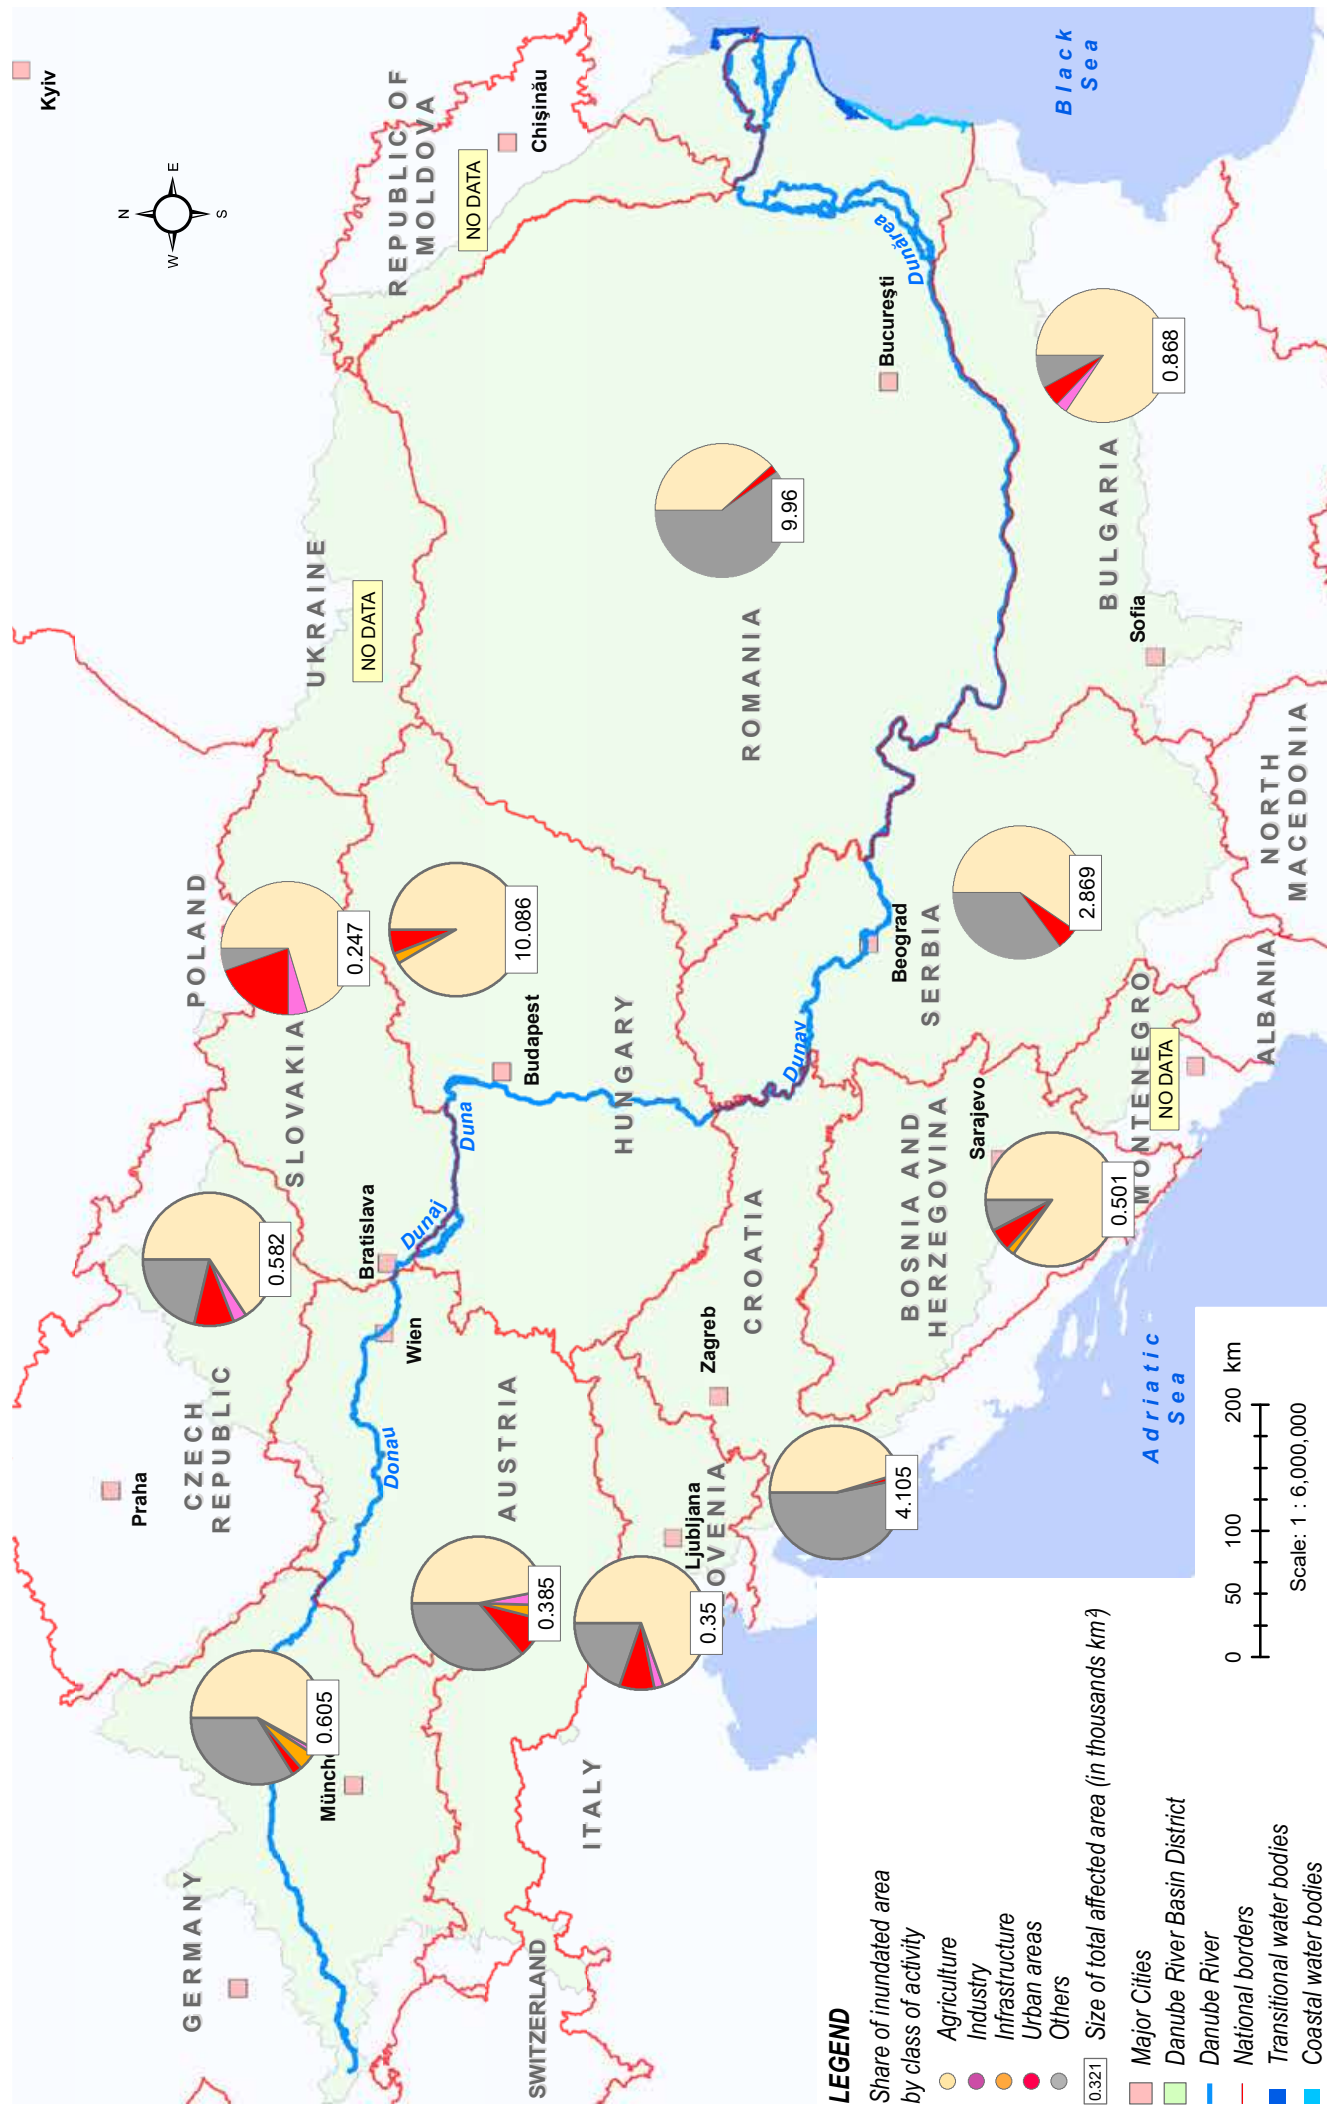 Kyiv
N
W
E
S
REPUBLIC OF
MOLDOVA
Chişinău
NO DATA
Black
Sea
UKRAINE
NO DATA
POLAND
Praha
CZECH
REPUBLIC
0.582
SLOVAKIA
0.247
Bratislava
Dunaj
Duna
Wien
Donau
GERMANY
Münch
0.605
AUSTRIA
0.385
SWITZERLAND
ITALY
Budapest
HUNGARY
10.086
ROMANIA
9.96
Bucureşti
Dunărea
Ljubljana
OVENIA
0.35
Zagreb
CROATIA
4.105
Dunav
Beograd
SERBIA
2.869
BOSNIA AND
HERZEGOVINA
Sarajevo
0.501
MONTENEGRO
NO DATA
BULGARIA
Sofia
0.868
NORTH
MACEDONIA
ALBANIA
Adriatic
Sea
LEGEND
Share of inundated area
by class of activity
Agriculture
Industry
Infrastructure
Urban areas
Others
0.321 Size of total affected area (in thousands km²)
Major Cities
Danube River Basin District
Danube River
National borders
Transitional water bodies
Coastal water bodies
0 50 100 200 km
Scale: 1 : 6,000,000